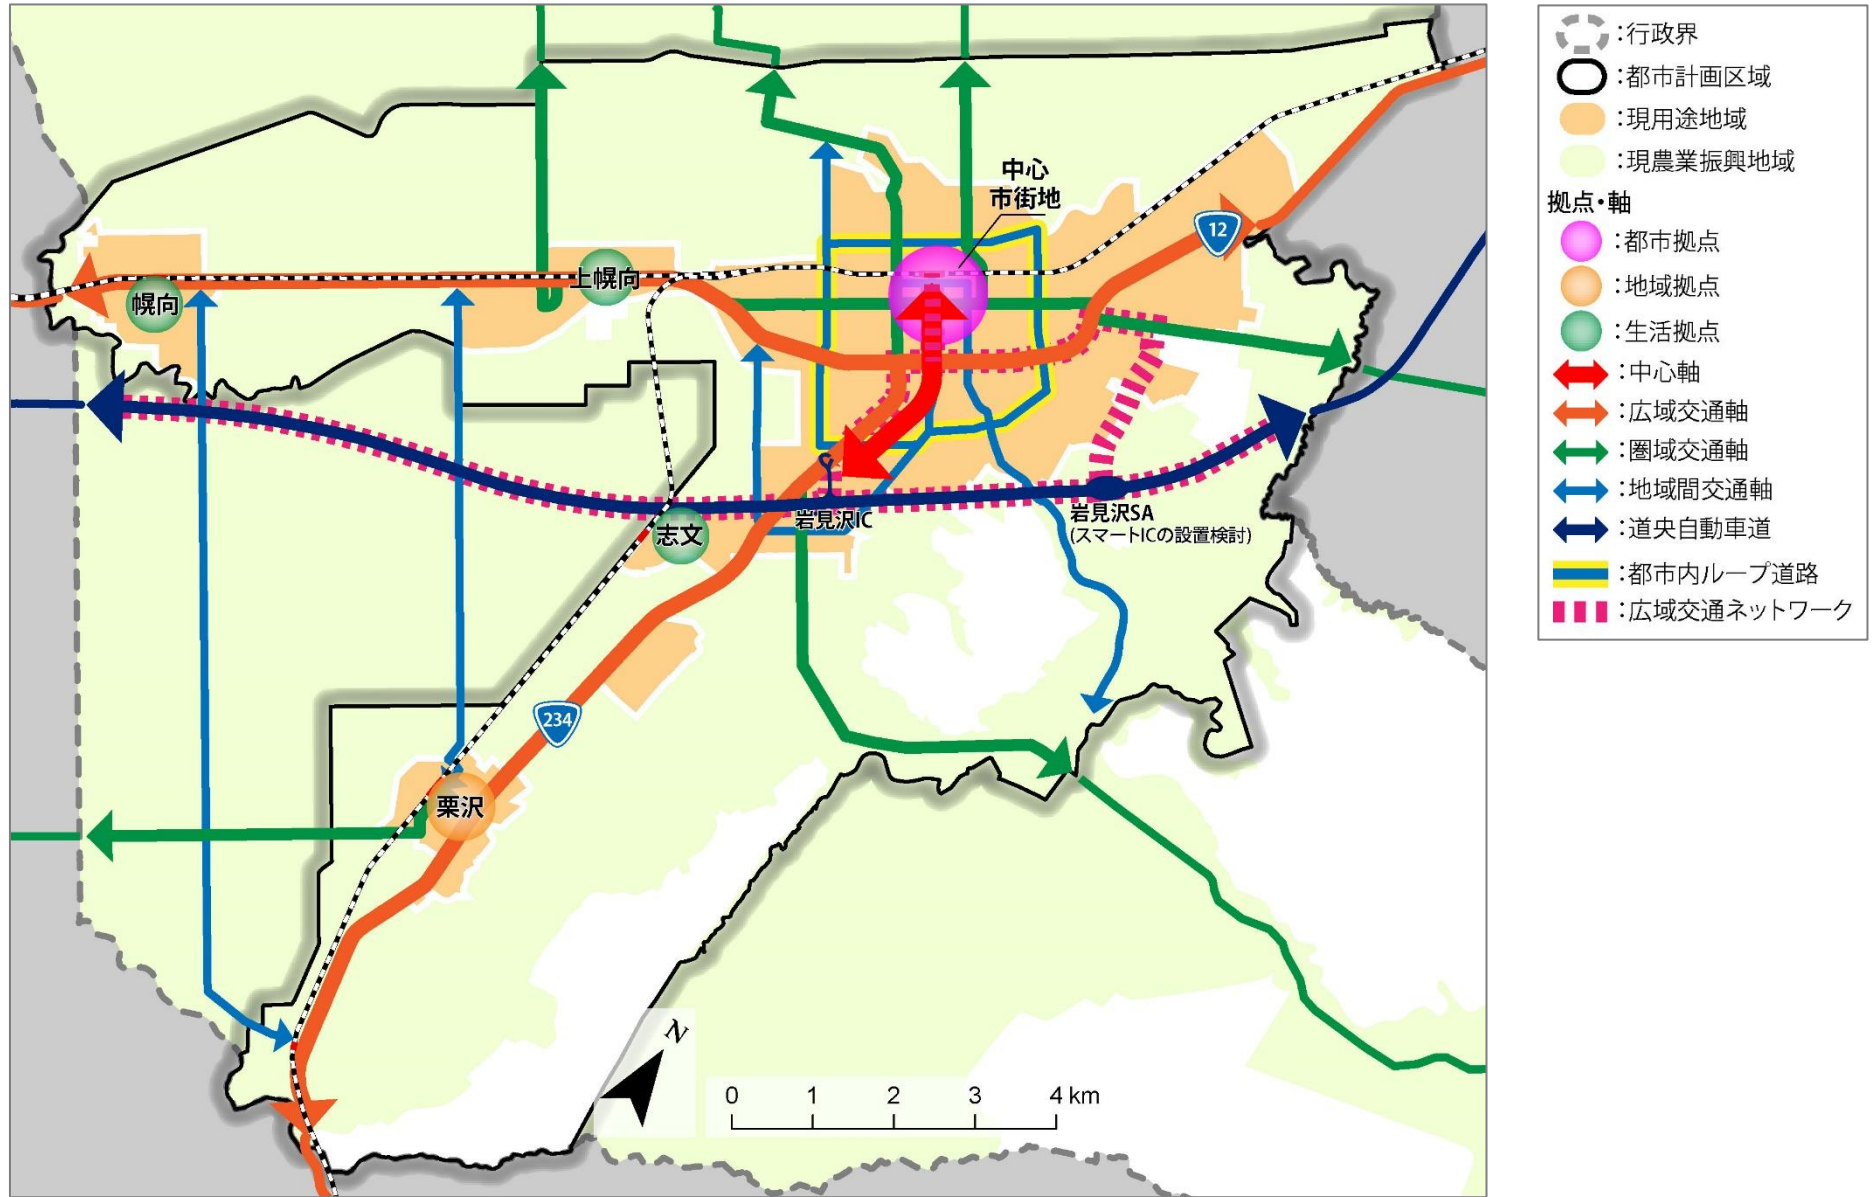 中心
市街地
12
上幌向
幌向
岩見沢IC
岩見沢SA
(スマートICの設置検討)
志文
234
栗沢
N
0 1 2 3 4 km
:行政界
:都市計画区域
:現用途地域
:現農業振興地域
拠点・軸
:都市拠点
:地域拠点
:生活拠点
:中心軸
:広域交通軸
:圏域交通軸
:地域間交通軸
:道央自動車道
:都市内ループ道路
:広域交通ネットワーク